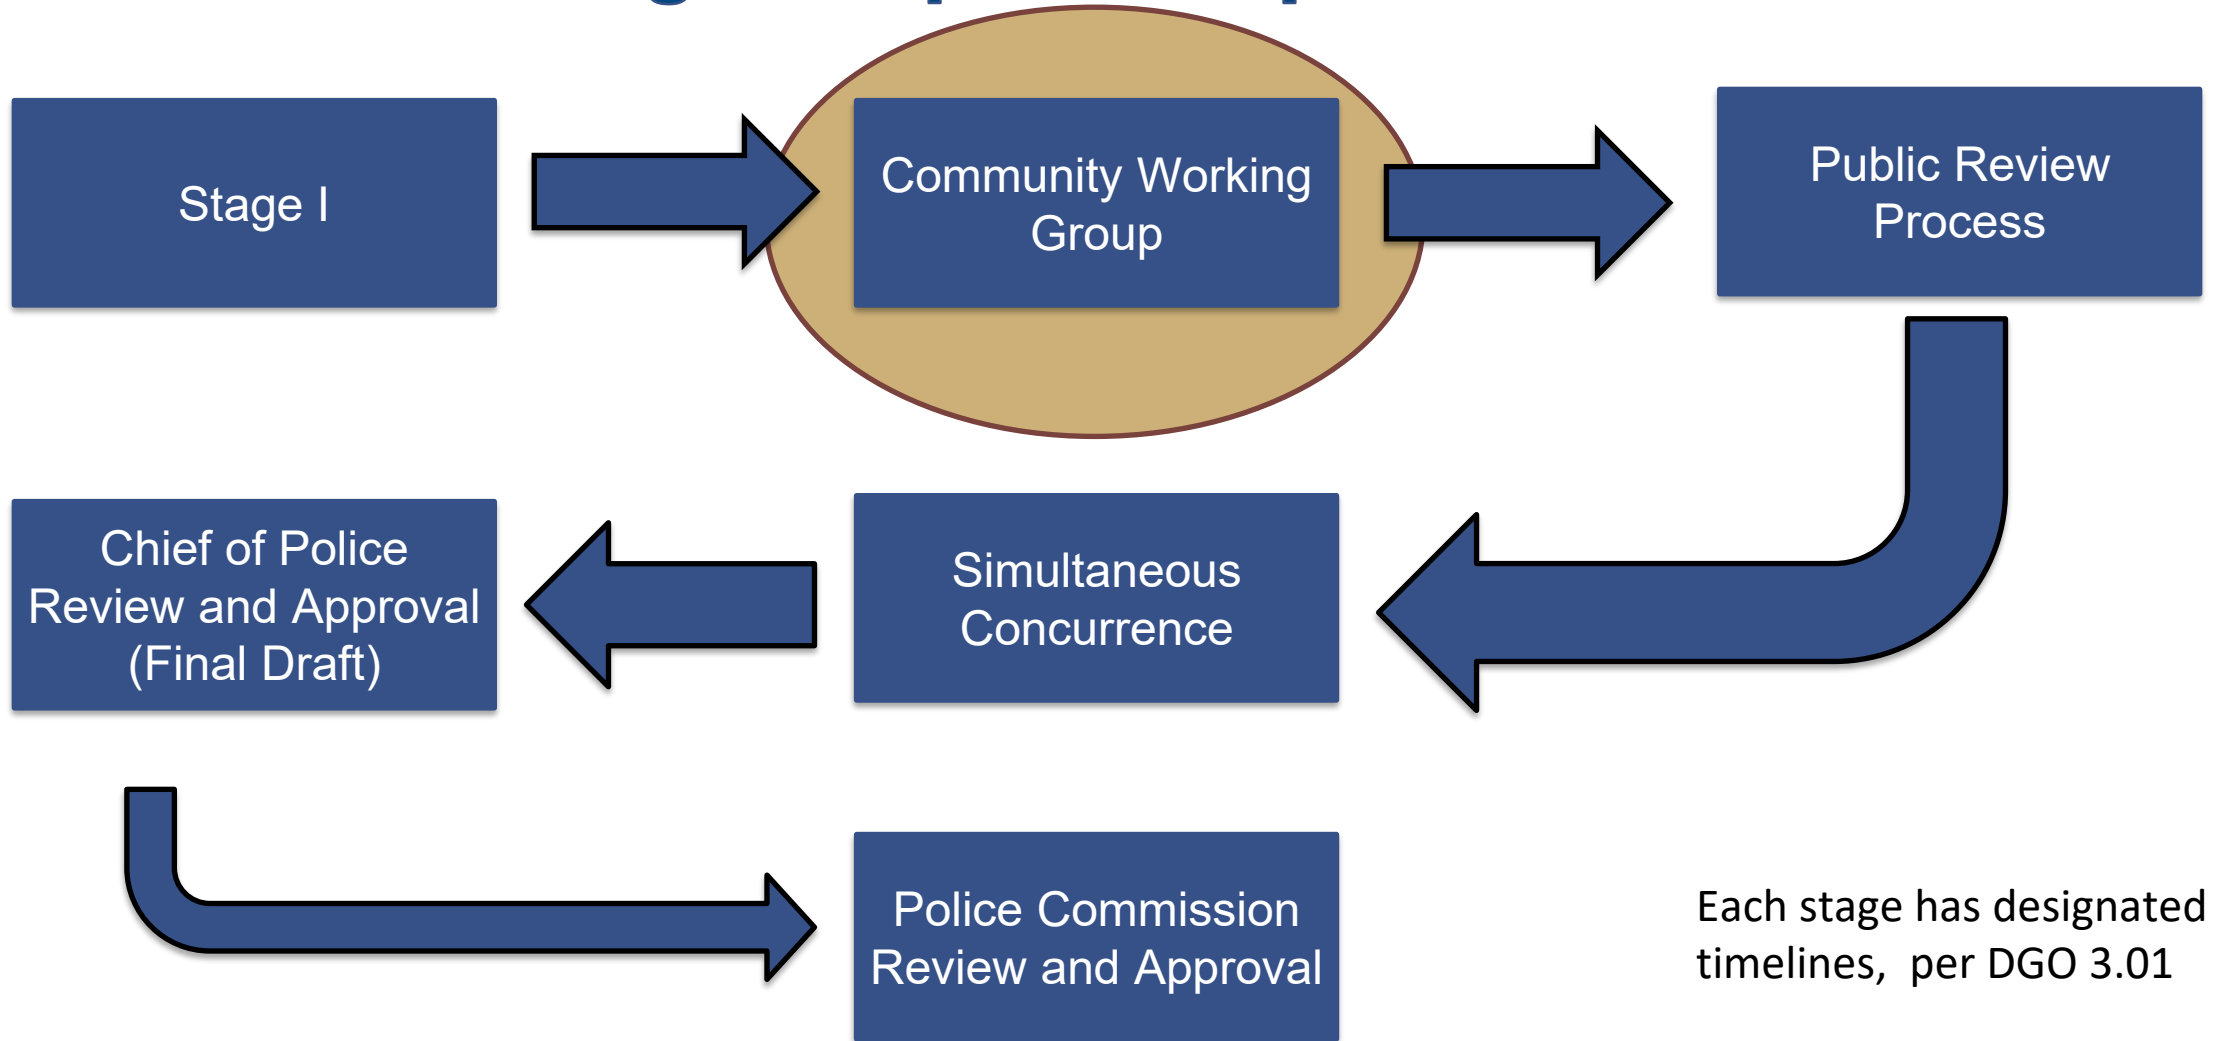 Stage I
Community Working
Group
Public Review
Process
Chief of Police
Review and Approval
(Final Draft)
Simultaneous
Concurrence
Police Commission
Review and Approval
Each stage has designated
timelines,  per DGO 3.01